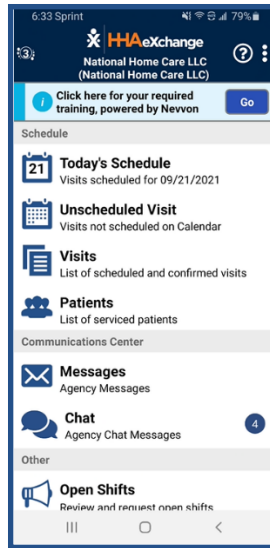 6:33 Sprint 79%
HHAeXchange
3
National Home Care LLC
(National Home Care LLC)
?
i
Click here for your required
training, powered by Nevvon
Go
Schedule
21
Today's Schedule
Visits scheduled for 09/21/2021
Unscheduled Visit
Visits not scheduled on Calendar
Visits
List of scheduled and confirmed visits
Patients
List of serviced patients
Communications Center
Messages
Agency Messages
Chat
Agency Chat Messages
4
Other
Open Shifts
Review and request open shifts